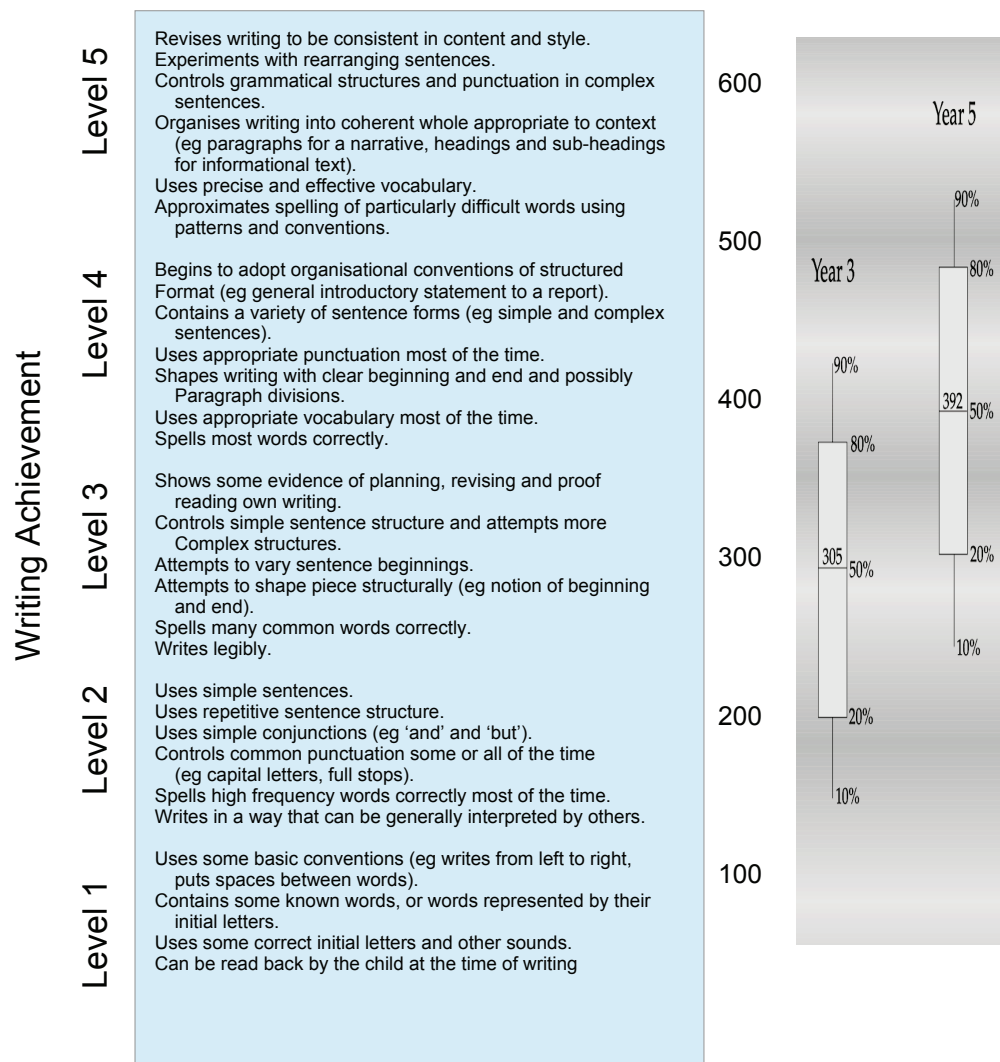 Writing Achievement
Level 5
Revises writing to be consistent in content and style.
Experiments with rearranging sentences.
Controls grammatical structures and punctuation in complex
sentences.
Organises writing into coherent whole appropriate to context
(eg paragraphs for a narrative, headings and sub-headings
for informational text).
Uses precise and effective vocabulary.
Approximates spelling of particularly difficult words using
patterns and conventions.
Level 4
Begins to adopt organisational conventions of structured
Format (eg general introductory statement to a report).
Contains a variety of sentence forms (eg simple and complex
sentences).
Uses appropriate punctuation most of the time.
Shapes writing with clear beginning and end and possibly
Paragraph divisions.
Uses appropriate vocabulary most of the time.
Spells most words correctly.
Level 3
Shows some evidence of planning, revising and proof
reading own writing.
Controls simple sentence structure and attempts more
Complex structures.
Attempts to vary sentence beginnings.
Attempts to shape piece structurally (eg notion of beginning
and end).
Spells many common words correctly.
Writes legibly.
Level 2
Uses simple sentences.
Uses repetitive sentence structure.
Uses simple conjunctions (eg ‘and’ and ‘but’).
Controls common punctuation some or all of the time
(eg capital letters, full stops).
Spells high frequency words correctly most of the time.
Writes in a way that can be generally interpreted by others.
Level 1
Uses some basic conventions (eg writes from left to right,
puts spaces between words).
Contains some known words, or words represented by their
initial letters.
Uses some correct initial letters and other sounds.
Can be read back by the child at the time of writing
600
500
400
300
200
100
Year 3
90%
80%
305
50%
20%
10%
Year 5
90%
80%
392
50%
20%
10%